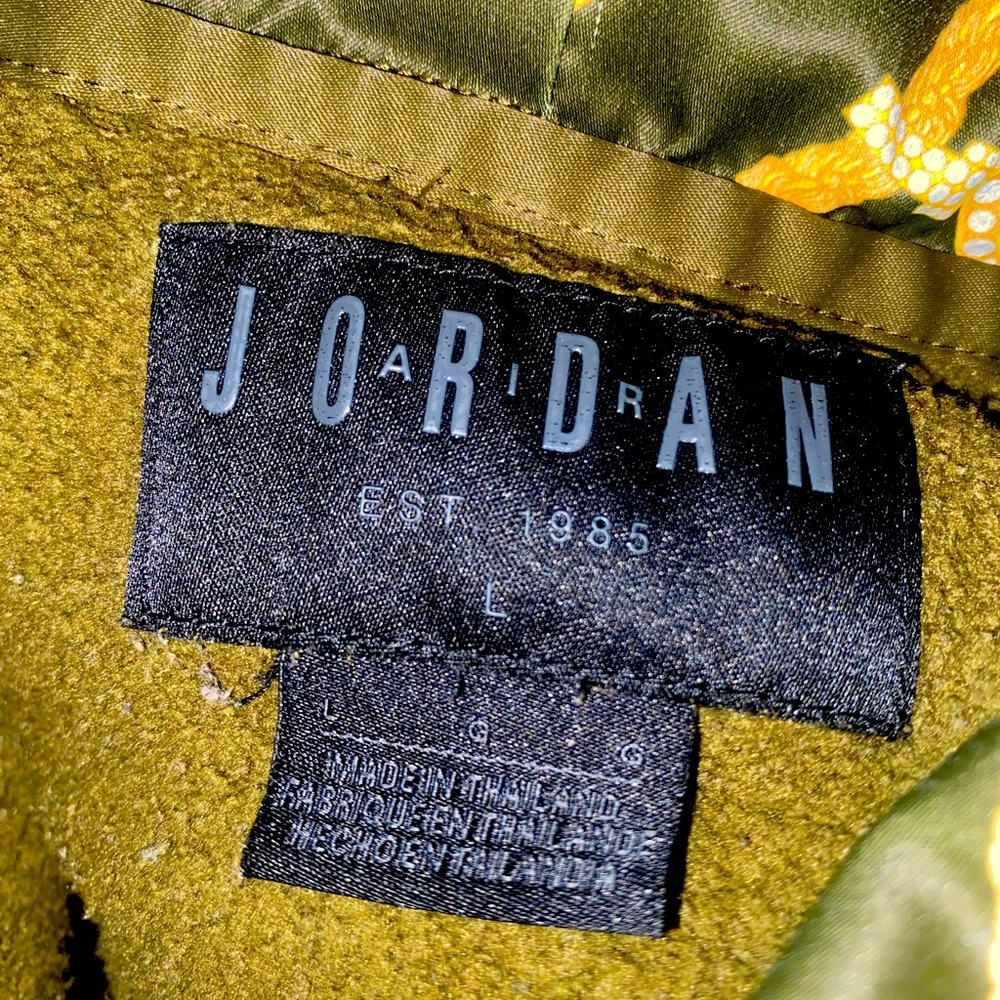 JORDAN
AIR
EST 1985
L
L G G
MADE IN THAILAND
FABRIQUE EN THAILANDE
HECHO EN TAILANDIA